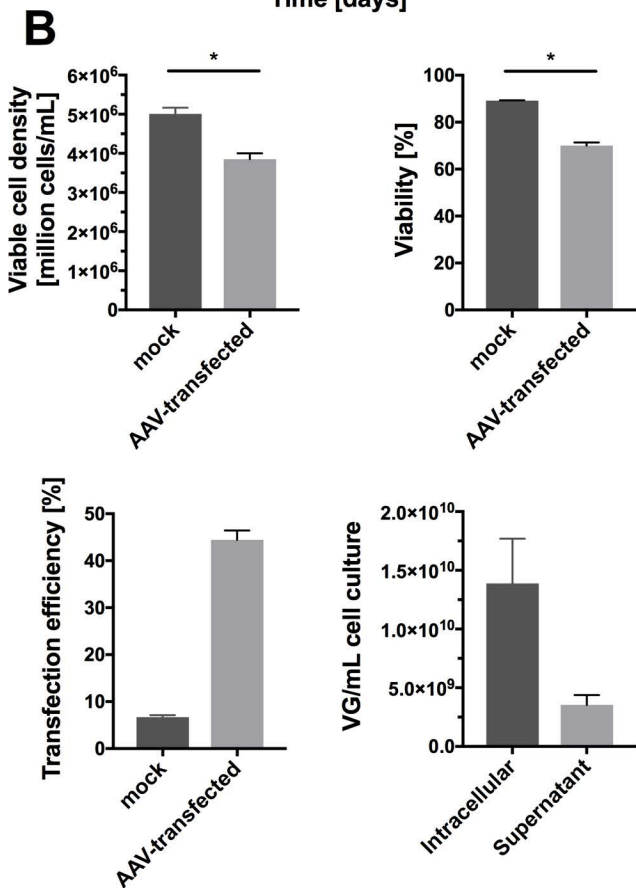 Time [days]
B
Viable cell density
[million cells/mL]
6×10⁶
5×10⁶
4×10⁶
3×10⁶
2×10⁶
1×10⁶
0
*
mock
AAV-transfected
Viability [%]
100
80
60
40
20
0
*
mock
AAV-transfected
Transfection efficiency [%]
50
40
30
20
10
0
mock
AAV-transfected
VG/mL cell culture
2.0×10¹⁰
1.5×10¹⁰
1.0×10¹⁰
5.0×10⁹
0.0
Intracellular
Supernatant